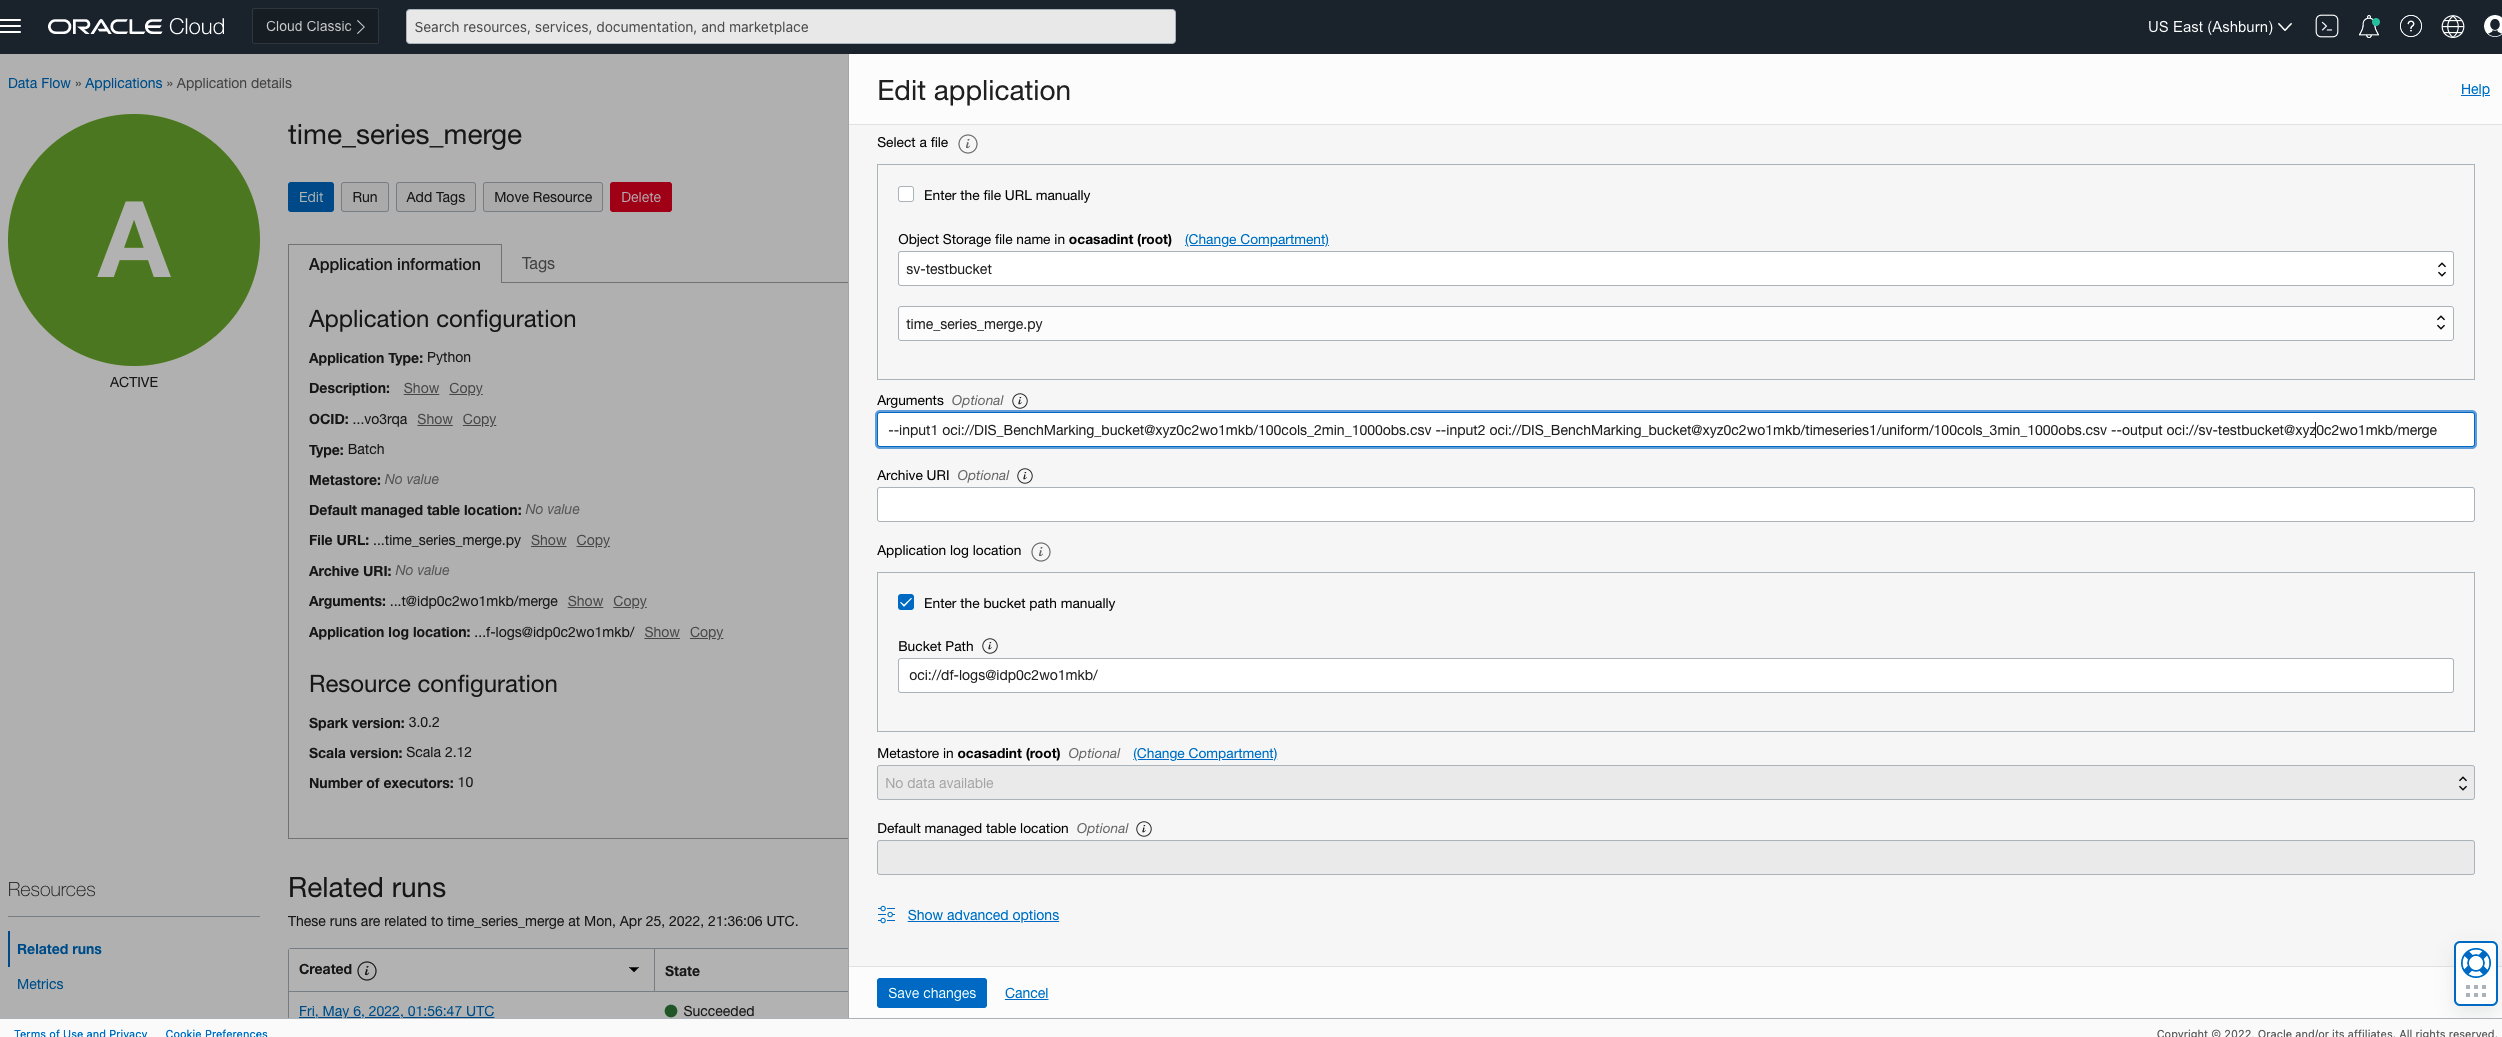 ORACLE Cloud
Cloud Classic
Search resources, services, documentation, and marketplace
US East (Ashburn)
Data Flow » Applications » Application details
A
ACTIVE
time_series_merge
Edit Run Add Tags Move Resource Delete
Application information Tags
Application configuration
Application Type: Python
Description: Show Copy
OCID: ...vo3rqa Show Copy
Type: Batch
Metastore: No value
Default managed table location: No value
File URL: ...time_series_merge.py Show Copy
Archive URI: No value
Arguments: ...t@idp0c2wo1mkb/merge Show Copy
Application log location: ...f-logs@idp0c2wo1mkb/ Show Copy
Resource configuration
Spark version: 3.0.2
Scala version: Scala 2.12
Number of executors: 10
Resources
Related runs
Metrics
Related runs
These runs are related to time_series_merge at Mon, Apr 25, 2022, 21:36:06 UTC.
Created State
Fri, May 6, 2022, 01:56:47 UTC Succeeded
Edit application
Help
Select a file
Enter the file URL manually
Object Storage file name in ocasadint (root) (Change Compartment)
sv-testbucket
time_series_merge.py
Arguments Optional
--input1 oci://DIS_BenchMarking_bucket@xyz0c2wo1mkb/100cols_2min_1000obs.csv --input2 oci://DIS_BenchMarking_bucket@xyz0c2wo1mkb/timeseries1/uniform/100cols_3min_1000obs.csv --output oci://sv-testbucket@xyz0c2wo1mkb/merge
Archive URI Optional
Application log location
Enter the bucket path manually
Bucket Path
oci://df-logs@idp0c2wo1mkb/
Metastore in ocasadint (root) Optional (Change Compartment)
No data available
Default managed table location Optional
Show advanced options
Save changes Cancel
Terms of Use and Privacy Cookie Preferences
Copyright © 2022, Oracle and/or its affiliates. All rights reserved.